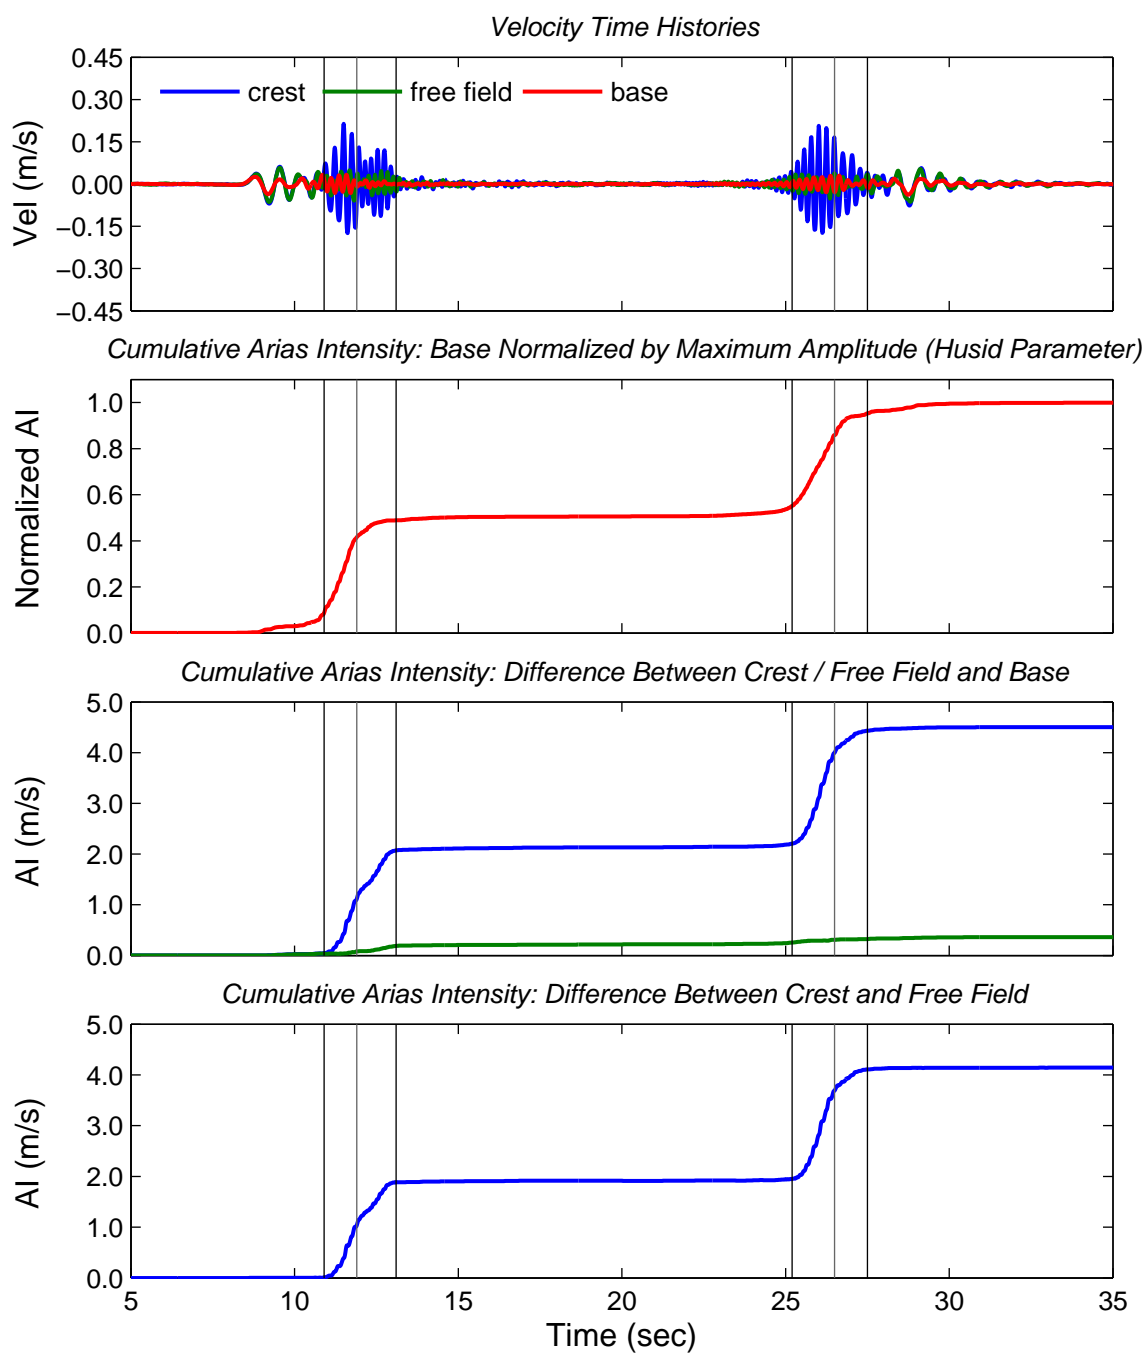 Velocity Time Histories
0.45
0.30
0.15
0.00
−0.15
−0.30
−0.45
Vel (m/s)
crest free field base
Cumulative Arias Intensity: Base Normalized by Maximum Amplitude (Husid Parameter)
1.0
0.8
0.6
0.4
0.2
0.0
Normalized AI
Cumulative Arias Intensity: Difference Between Crest / Free Field and Base
5.0
4.0
3.0
2.0
1.0
0.0
AI (m/s)
Cumulative Arias Intensity: Difference Between Crest and Free Field
5.0
4.0
3.0
2.0
1.0
0.0
AI (m/s)
5 10 15 20 25 30 35
Time (sec)